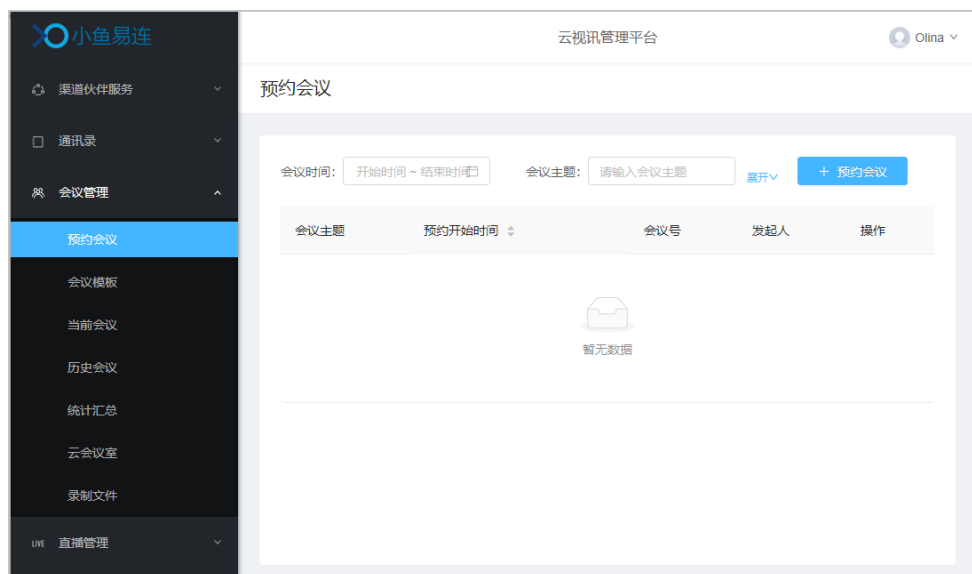 小鱼易连
云视讯管理平台
Olina
渠道伙伴服务
预约会议
通讯录
会议管理
会议时间： 开始时间 ~ 结束时间 会议主题： 请输入会议主题 展开 + 预约会议
会议主题 预约开始时间 会议号 发起人 操作
预约会议
会议模板
当前会议
暂无数据
历史会议
统计汇总
云会议室
录制文件
LIVE 直播管理